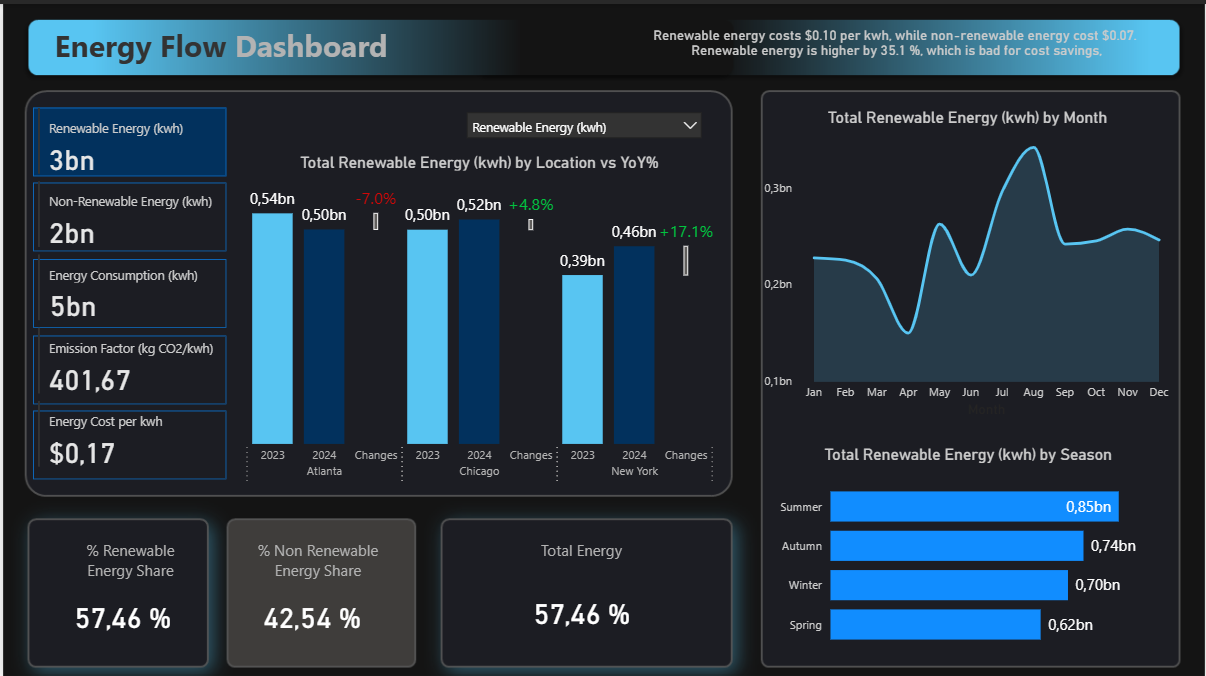 Energy Flow Dashboard
Renewable energy costs $0.10 per kwh, while non-renewable energy cost $0.07.
Renewable energy is higher by 35.1 %, which is bad for cost savings.
Renewable Energy (kwh)
3bn
Non-Renewable Energy (kwh)
2bn
Energy Consumption (kwh)
5bn
Emission Factor (kg CO2/kwh)
401,67
Energy Cost per kwh
$0,17
Renewable Energy (kwh)
Total Renewable Energy (kwh) by Location vs YoY%
0,54bn 0,50bn -7.0% 0,50bn 0,52bn +4.8% 0,39bn 0,46bn +17.1%
2023 2024 Changes 2023 2024 Changes 2023 2024 Changes
Atlanta Chicago New York
% Renewable
Energy Share
57,46 %
% Non Renewable
Energy Share
42,54 %
Total Energy
57,46 %
Total Renewable Energy (kwh) by Month
0,3bn
0,2bn
0,1bn
Jan Feb Mar Apr May Jun Jul Aug Sep Oct Nov Dec
Month
Total Renewable Energy (kwh) by Season
Summer 0,85bn
Autumn 0,74bn
Winter 0,70bn
Spring 0,62bn